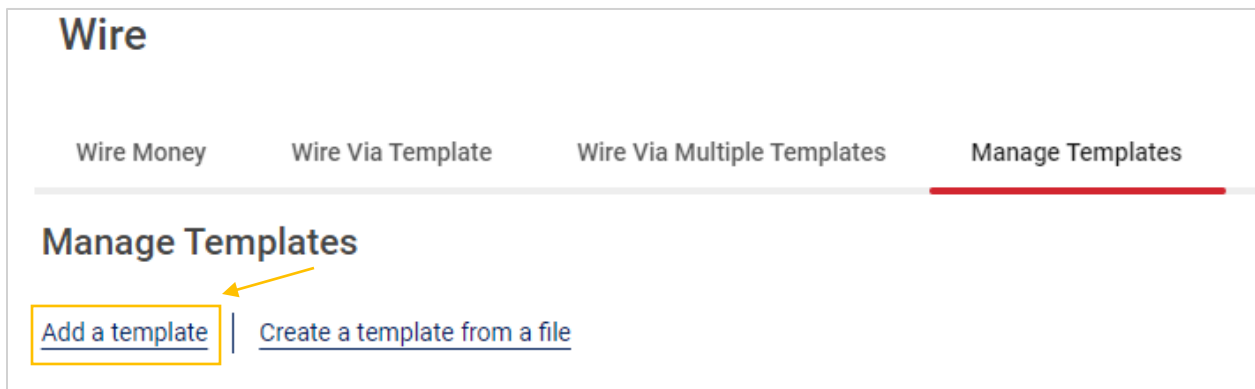 Wire
Wire Money Wire Via Template Wire Via Multiple Templates Manage Templates
Manage Templates
Add a template Create a template from a file